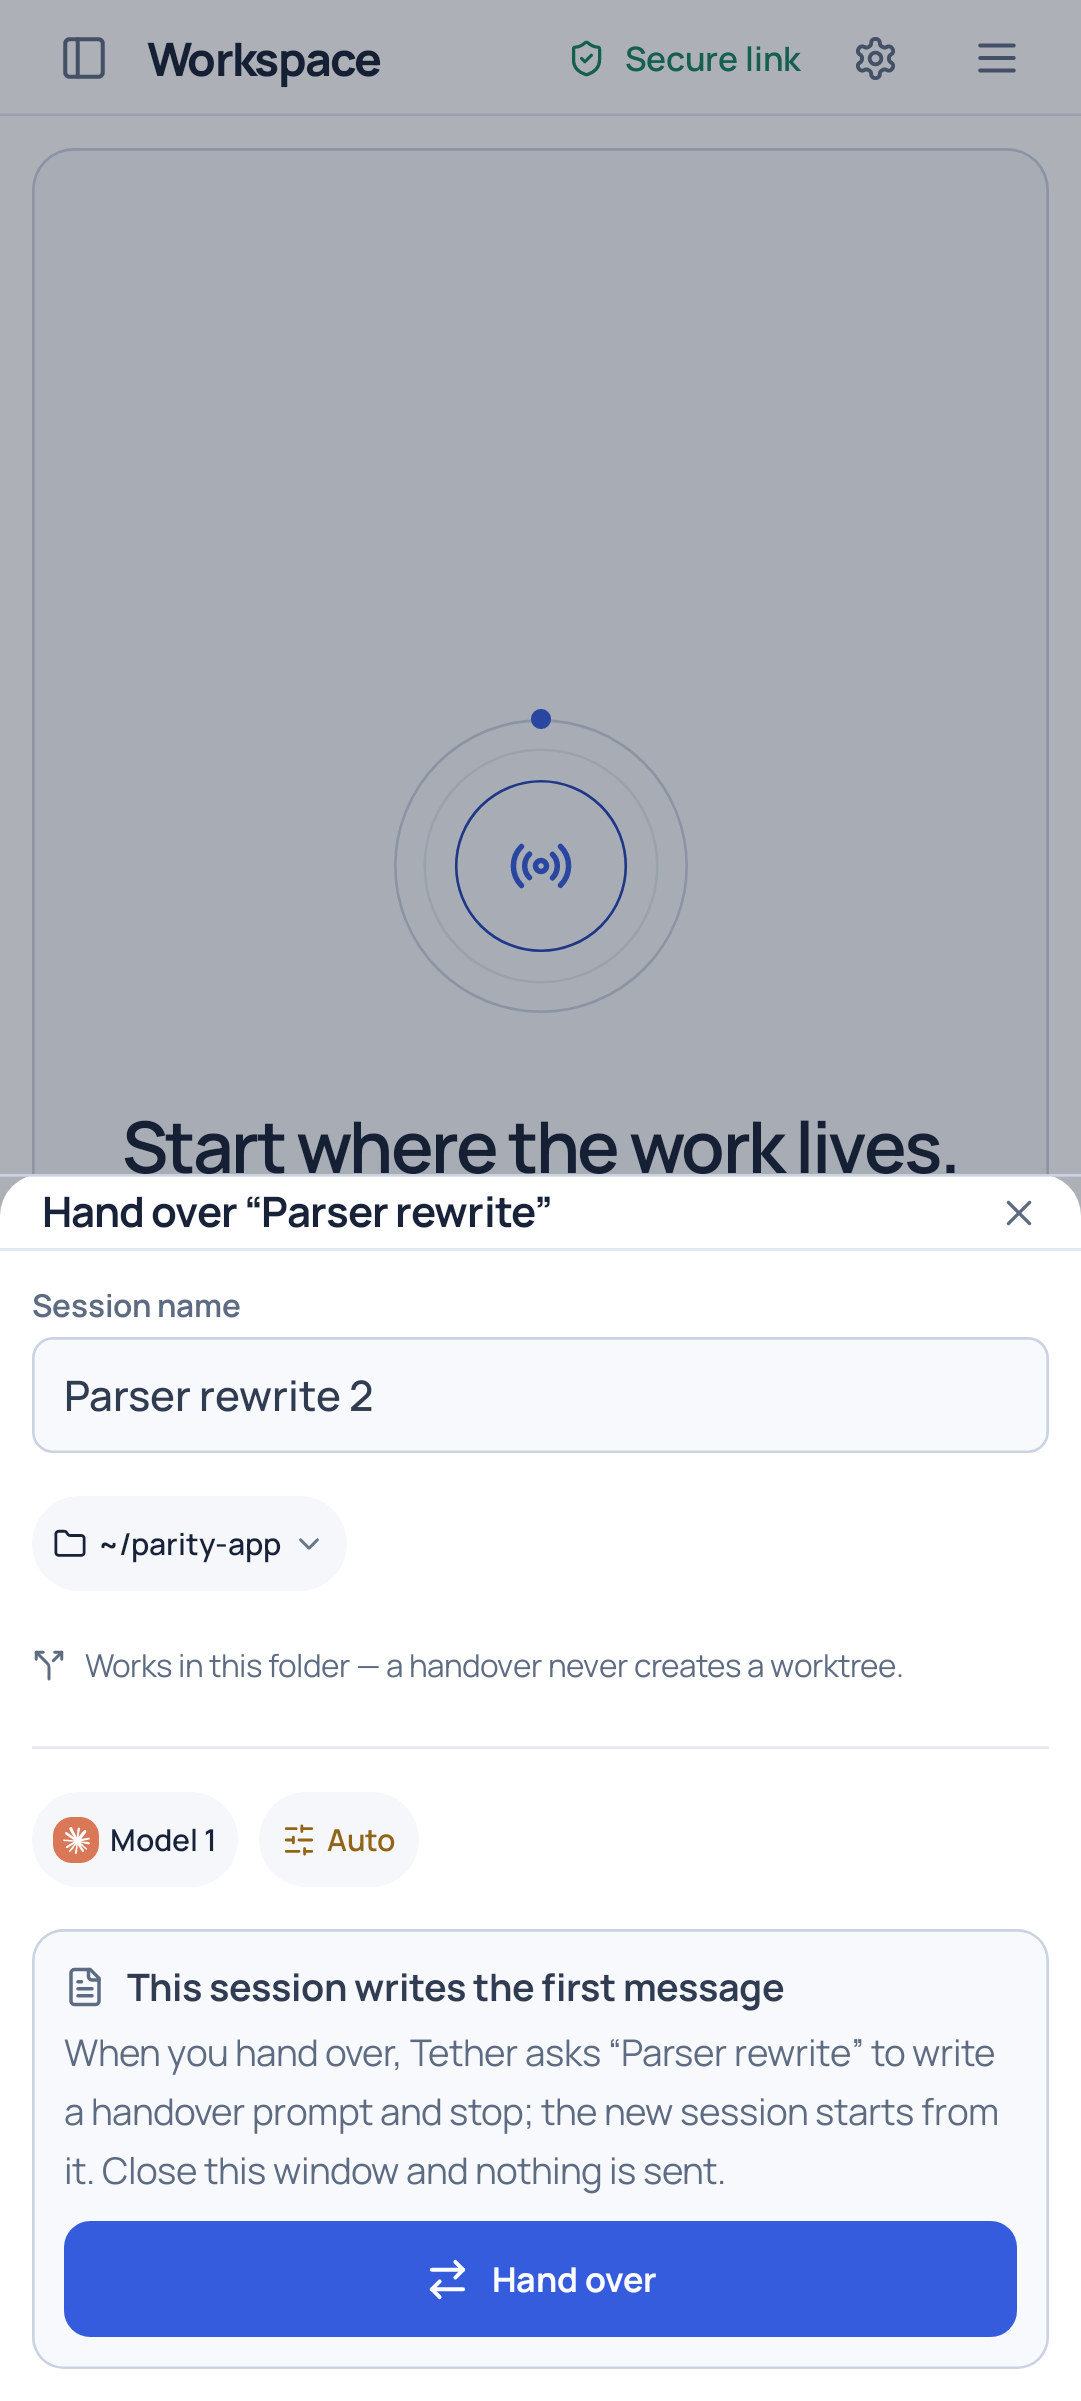 Workspace
Secure link
Start where the work lives.
Hand over “Parser rewrite”
Session name
Parser rewrite 2
~/parity-app
Works in this folder — a handover never creates a worktree.
Model 1
Auto
This session writes the first message
When you hand over, Tether asks “Parser rewrite” to write
a handover prompt and stop; the new session starts from
it. Close this window and nothing is sent.
Hand over